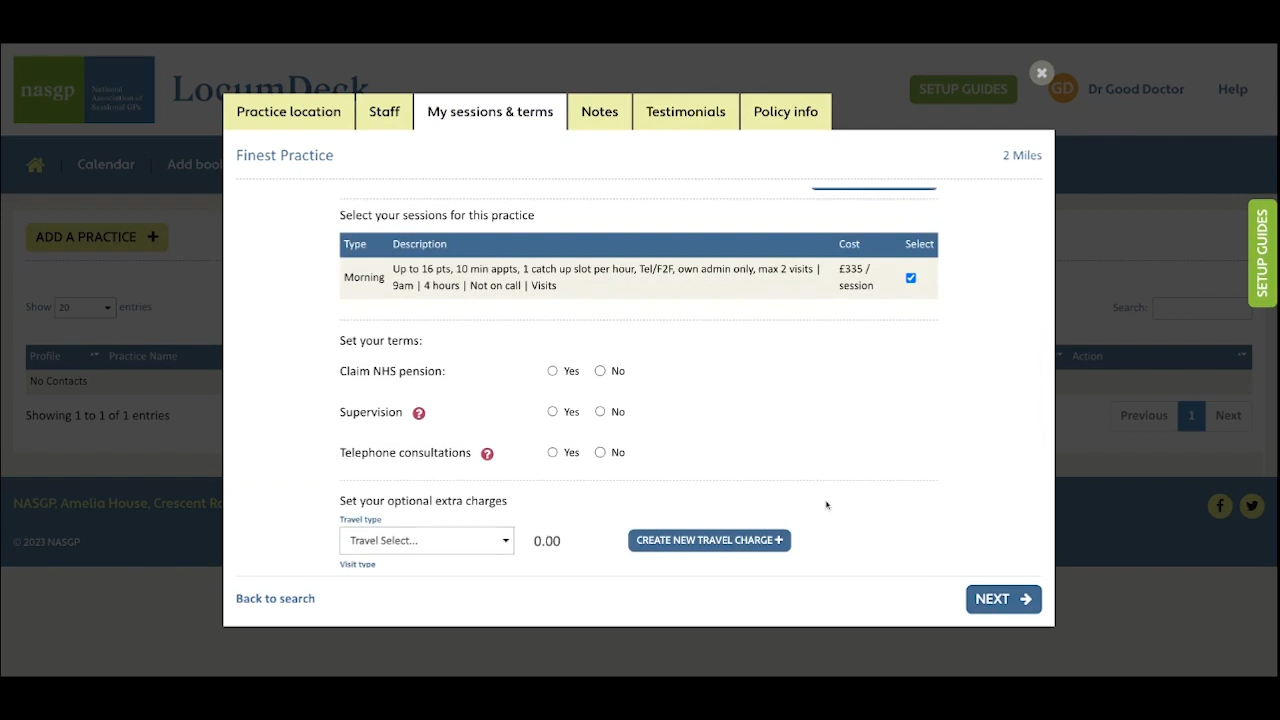 nasgp
National
Association of
Sessional GPs
LocumDeck
SETUP GUIDES
GD
Dr Good Doctor
Help
Practice location
Staff
My sessions & terms
Notes
Testimonials
Policy info
Calendar
Add boo
Finest Practice
2 Miles
ADD A PRACTICE +
Select your sessions for this practice
Type Description Cost Select
Morning Up to 16 pts, 10 min appts, 1 catch up slot per hour, Tel/F2F, own admin only, max 2 visits | £335 /
9am | 4 hours | Not on call | Visits session
SETUP GUIDES
Show 20 entries
Search:
Set your terms:
Profile Practice Name Action
Claim NHS pension: Yes No
No Contacts
Supervision ? Yes No
Showing 1 to 1 of 1 entries
Previous 1 Next
Telephone consultations ? Yes No
Set your optional extra charges
NASGP, Amelia House, Crescent R
Travel type
Travel Select... 0.00 CREATE NEW TRAVEL CHARGE +
© 2023 NASGP
Visit type
Back to search
NEXT